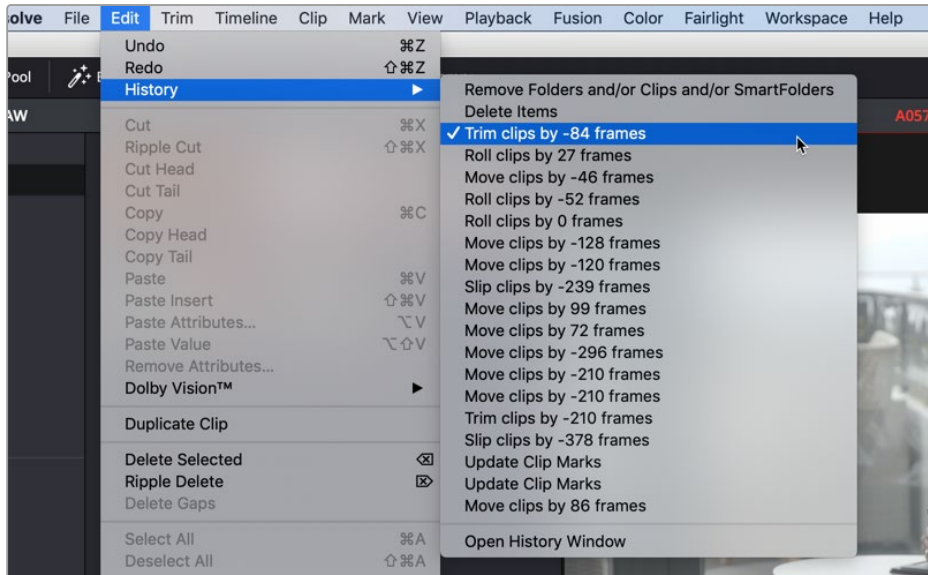 olve File Edit Trim Timeline Clip Mark View Playback Fusion Color Fairlight Workspace Help
Undo ⌘Z
Redo ⇧⌘Z
History ▶
Cut ⌘X
Ripple Cut ⇧⌘X
Cut Head
Cut Tail
Copy ⌘C
Copy Head
Copy Tail
Paste ⌘V
Paste Insert ⇧⌘V
Paste Attributes... ⌥V
Paste Value ⌥⇧V
Remove Attributes...
Dolby Vision™ ▶
Duplicate Clip
Delete Selected ⌫
Ripple Delete ⌦
Delete Gaps
Select All ⌘A
Deselect All ⇧⌘A
Remove Folders and/or Clips and/or SmartFolders
Delete Items
✓ Trim clips by -84 frames
Roll clips by 27 frames
Move clips by -46 frames
Roll clips by -52 frames
Roll clips by 0 frames
Move clips by -128 frames
Move clips by -120 frames
Slip clips by -239 frames
Move clips by 99 frames
Move clips by 72 frames
Move clips by -296 frames
Move clips by -210 frames
Move clips by -210 frames
Trim clips by -210 frames
Slip clips by -378 frames
Update Clip Marks
Update Clip Marks
Move clips by 86 frames
Open History Window
ool
AW
A057